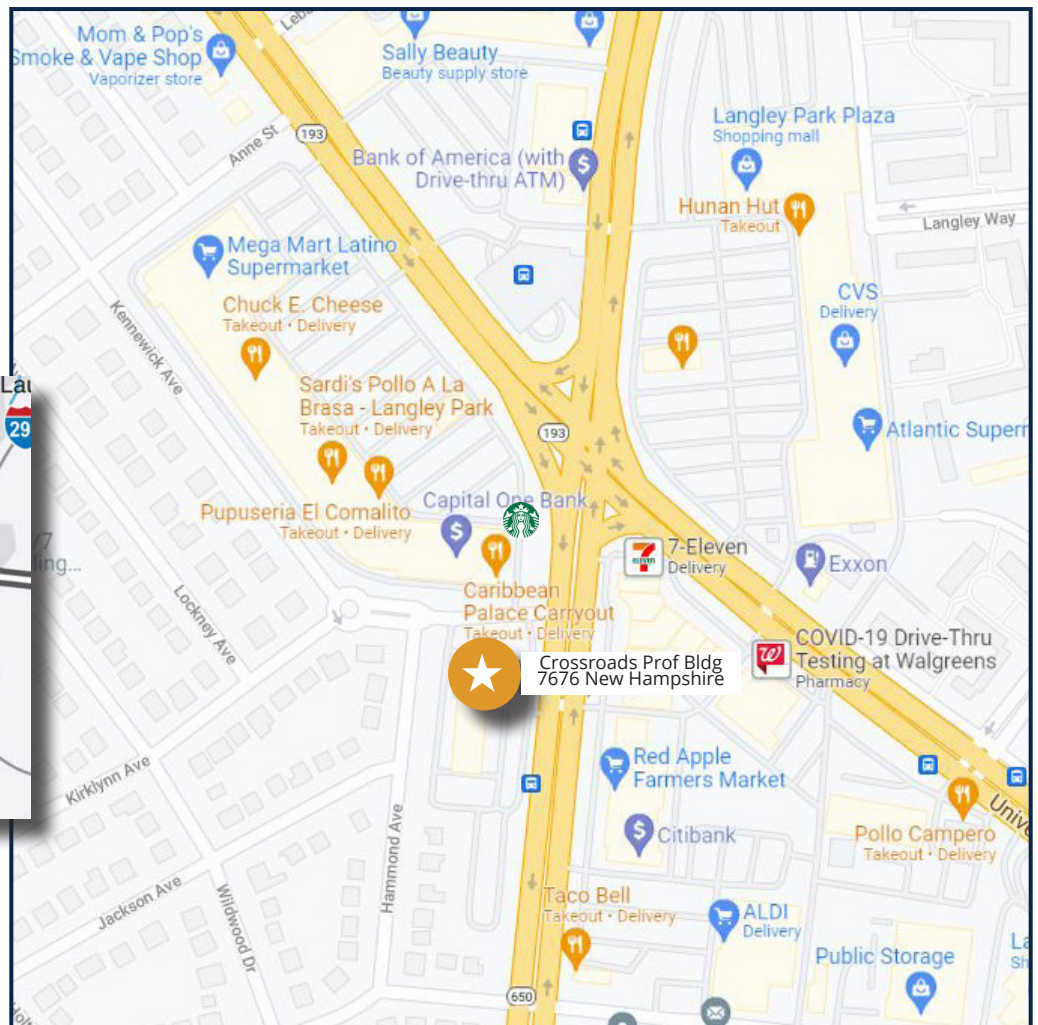 Mom & Pop's
Smoke & Vape Shop
Vaporizer store
Sally Beauty
Beauty supply store
Anne St
193
Bank of America (with
Drive-thru ATM)
Langley Park Plaza
Shopping mall
Hunan Hut
Takeout
Langley Way
Mega Mart Latino
Supermarket
CVS
Delivery
Chuck E. Cheese
Takeout • Delivery
Kennewick Ave
Sardi's Pollo A La
Brasa - Langley Park
Takeout • Delivery
193
29
Atlantic Superm
Pupuseria El Comalito
Takeout • Delivery
Capital One Bank
7-Eleven
Delivery
Exxon
Caribbean
Palace Carryout
Takeout • Delivery
Lockney Ave
COVID-19 Drive-Thru
Testing at Walgreens
Pharmacy
Crossroads Prof Bldg
7676 New Hampshire
Red Apple
Farmers Market
Kirklynn Ave
Citibank
Pollo Campero
Takeout • Delivery
Hammond Ave
Jackson Ave
Wildwood Dr
Taco Bell
Takeout • Delivery
ALDI
Delivery
Public Storage
650